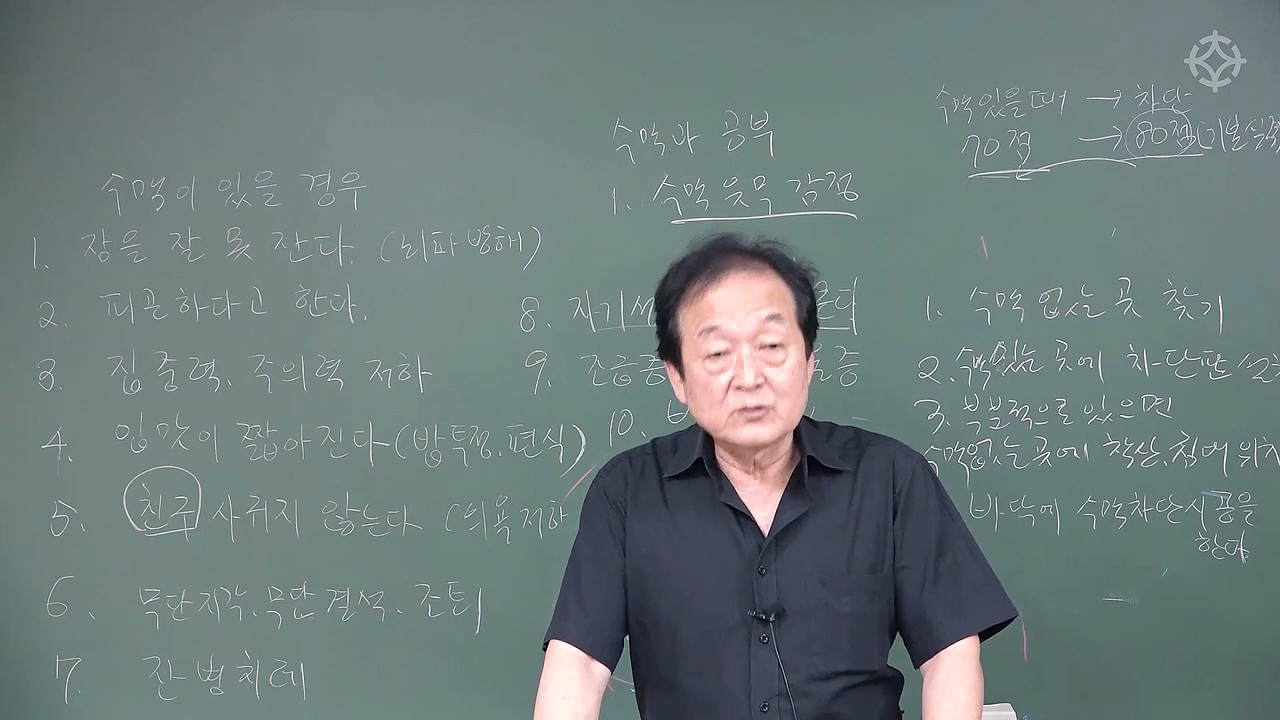 수맥이 있을 경우
1. 잠을 잘 못 잔다. (뇌파 방해)
2. 피곤하다고 한다.
3. 집중력, 주의력 저하
4. 입맛이 짧아진다 (밥투정, 편식)
5. 친구 사귀지 않는다 (의욕저하
6. 무단지각, 무단결석, 조퇴
7. 잔병치레
수맥과 공부
1. 수맥 유무 감정
8. 자기
9. 조급증
10.
수맥있을때 → 차단
70점 → 80점
1. 수맥 없는 곳 찾기
2. 수맥있는 곳에 차단판
3. 부분적으로 있으면
수맥없는곳에 책상, 침대
바닥에 수맥차단시공을
한다